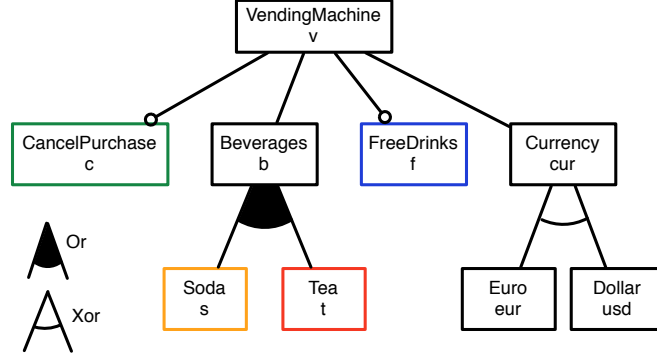 VendingMachine
v
CancelPurchase
c
Beverages
b
FreeDrinks
f
Currency
cur
Or
Xor
Soda
s
Tea
t
Euro
eur
Dollar
usd